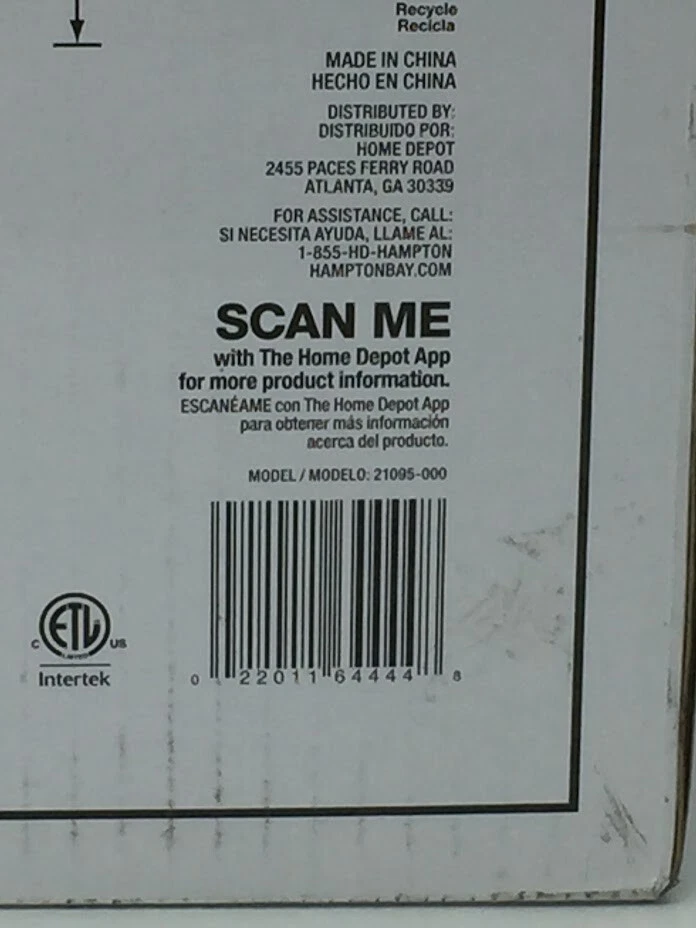 Recycle
Recicla
MADE IN CHINA
HECHO EN CHINA
DISTRIBUTED BY:
DISTRIBUIDO POR:
HOME DEPOT
2455 PACES FERRY ROAD
ATLANTA, GA 30339
FOR ASSISTANCE, CALL:
SI NECESITA AYUDA, LLAME AL:
1-855-HD-HAMPTON
HAMPTONBAY.COM
SCAN ME
with The Home Depot App
for more product information.
ESCANÉAME con The Home Depot App
para obtener más información
acerca del producto.
MODEL / MODELO: 21095-000
0 22011 64444 8
C ETL US
LISTED
Intertek